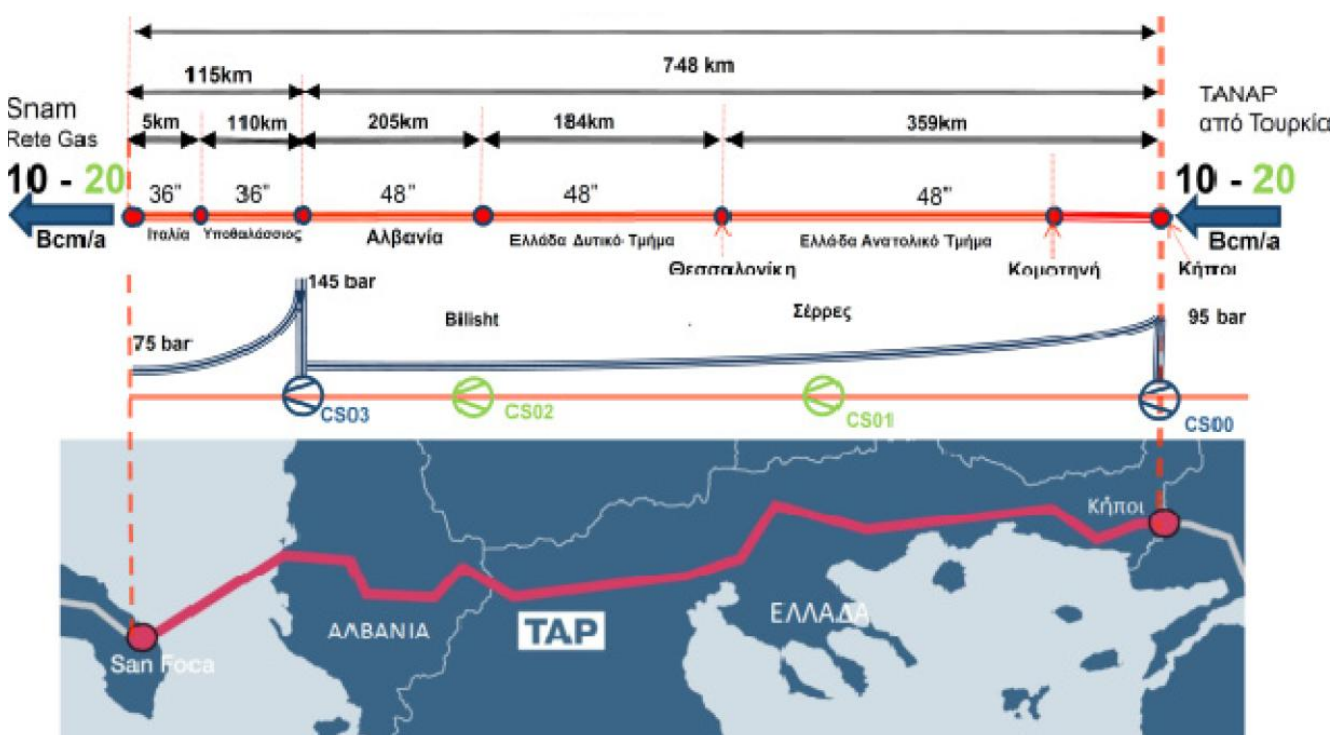 115km
748 km
Snam
Rete Gas
5km
110km
205km
184km
359km
TANAP
από Τουρκία
10 - 20
36"
36"
48"
48"
48"
10 - 20
Bcm/a
Ιταλία
Υποθαλάσσιος
Αλβανία
Ελλάδα Δυτικό Τμήμα
Ελλάδα Ανατολικό Τμήμα
Bcm/a
Θεσσαλονίκη
Κομοτηνή
Κήποι
145 bar
Bilisht
Σέρρες
95 bar
75 bar
CS03
CS02
CS01
CS00
Κήποι
ΑΛΒΑΝΙΑ
TAP
ΕΛΛΑΔΑ
San Foca